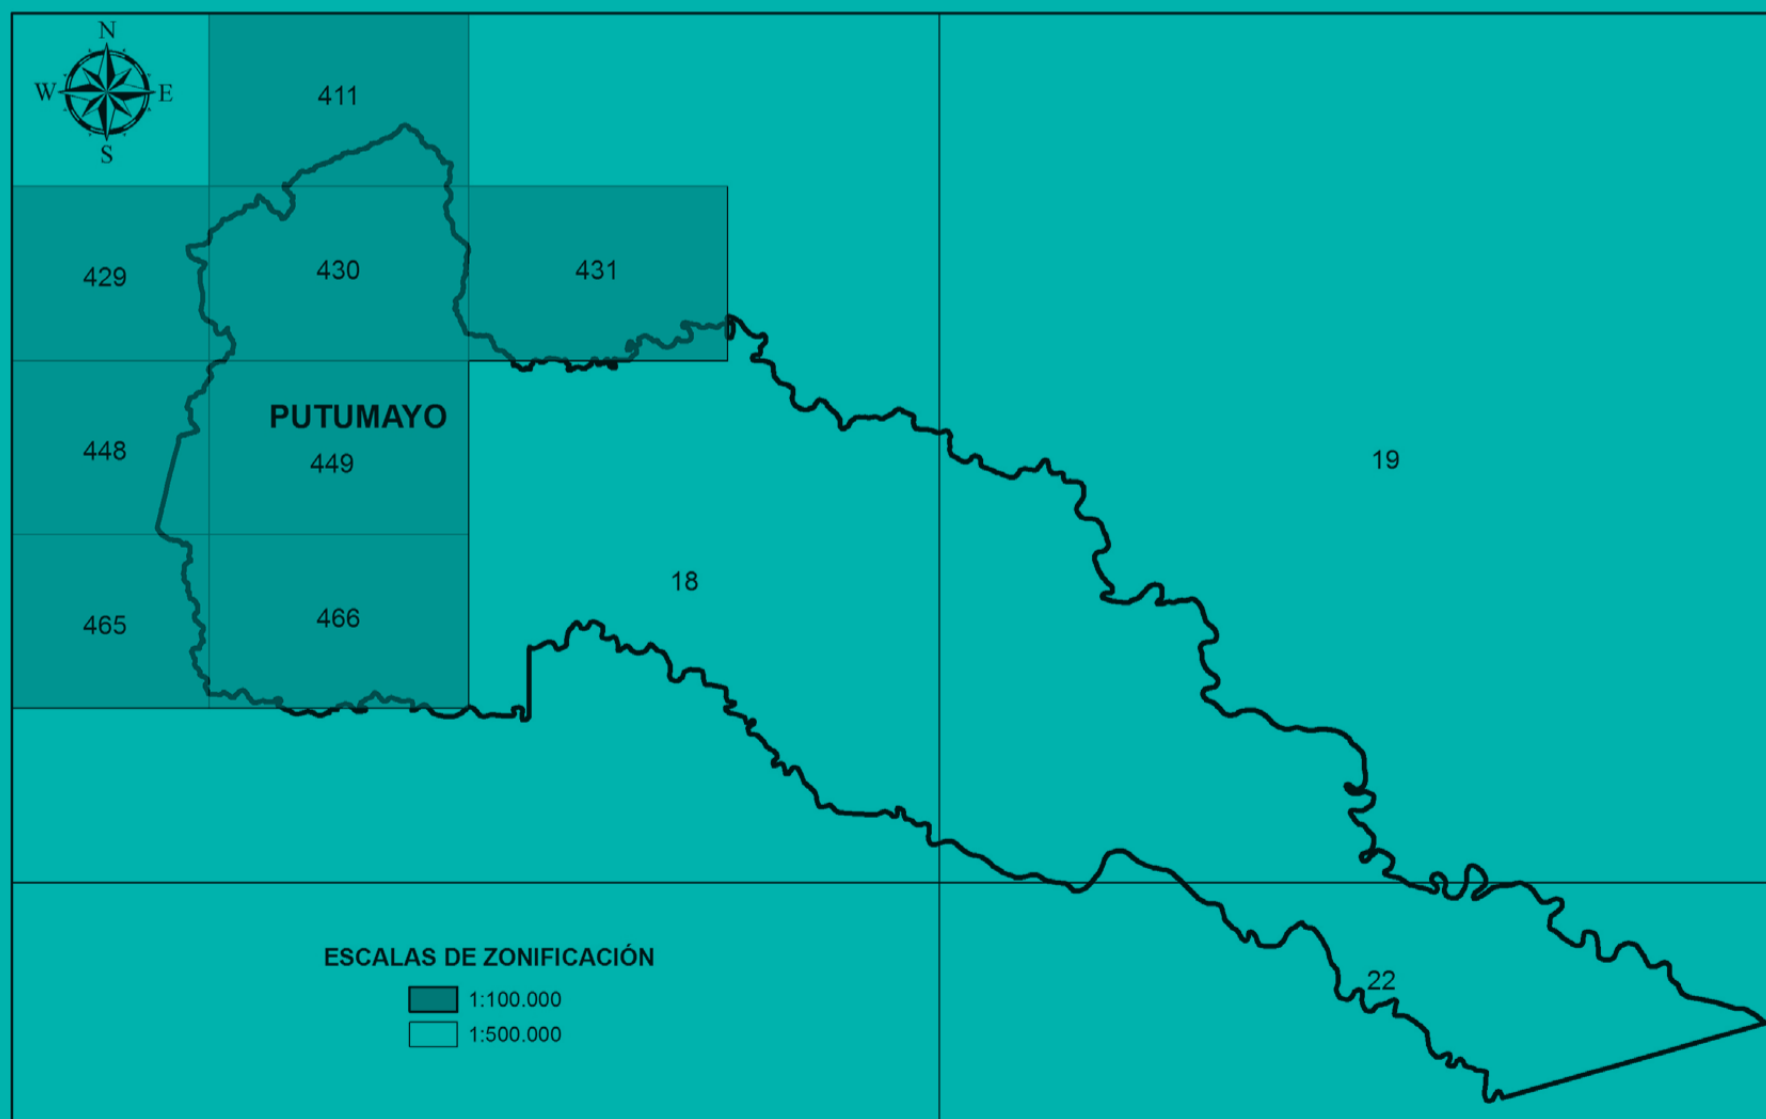 N
W E
S
411
429
430
431
PUTUMAYO
448
449
19
18
465
466
22
ESCALAS DE ZONIFICACIÓN
1:100.000
1:500.000